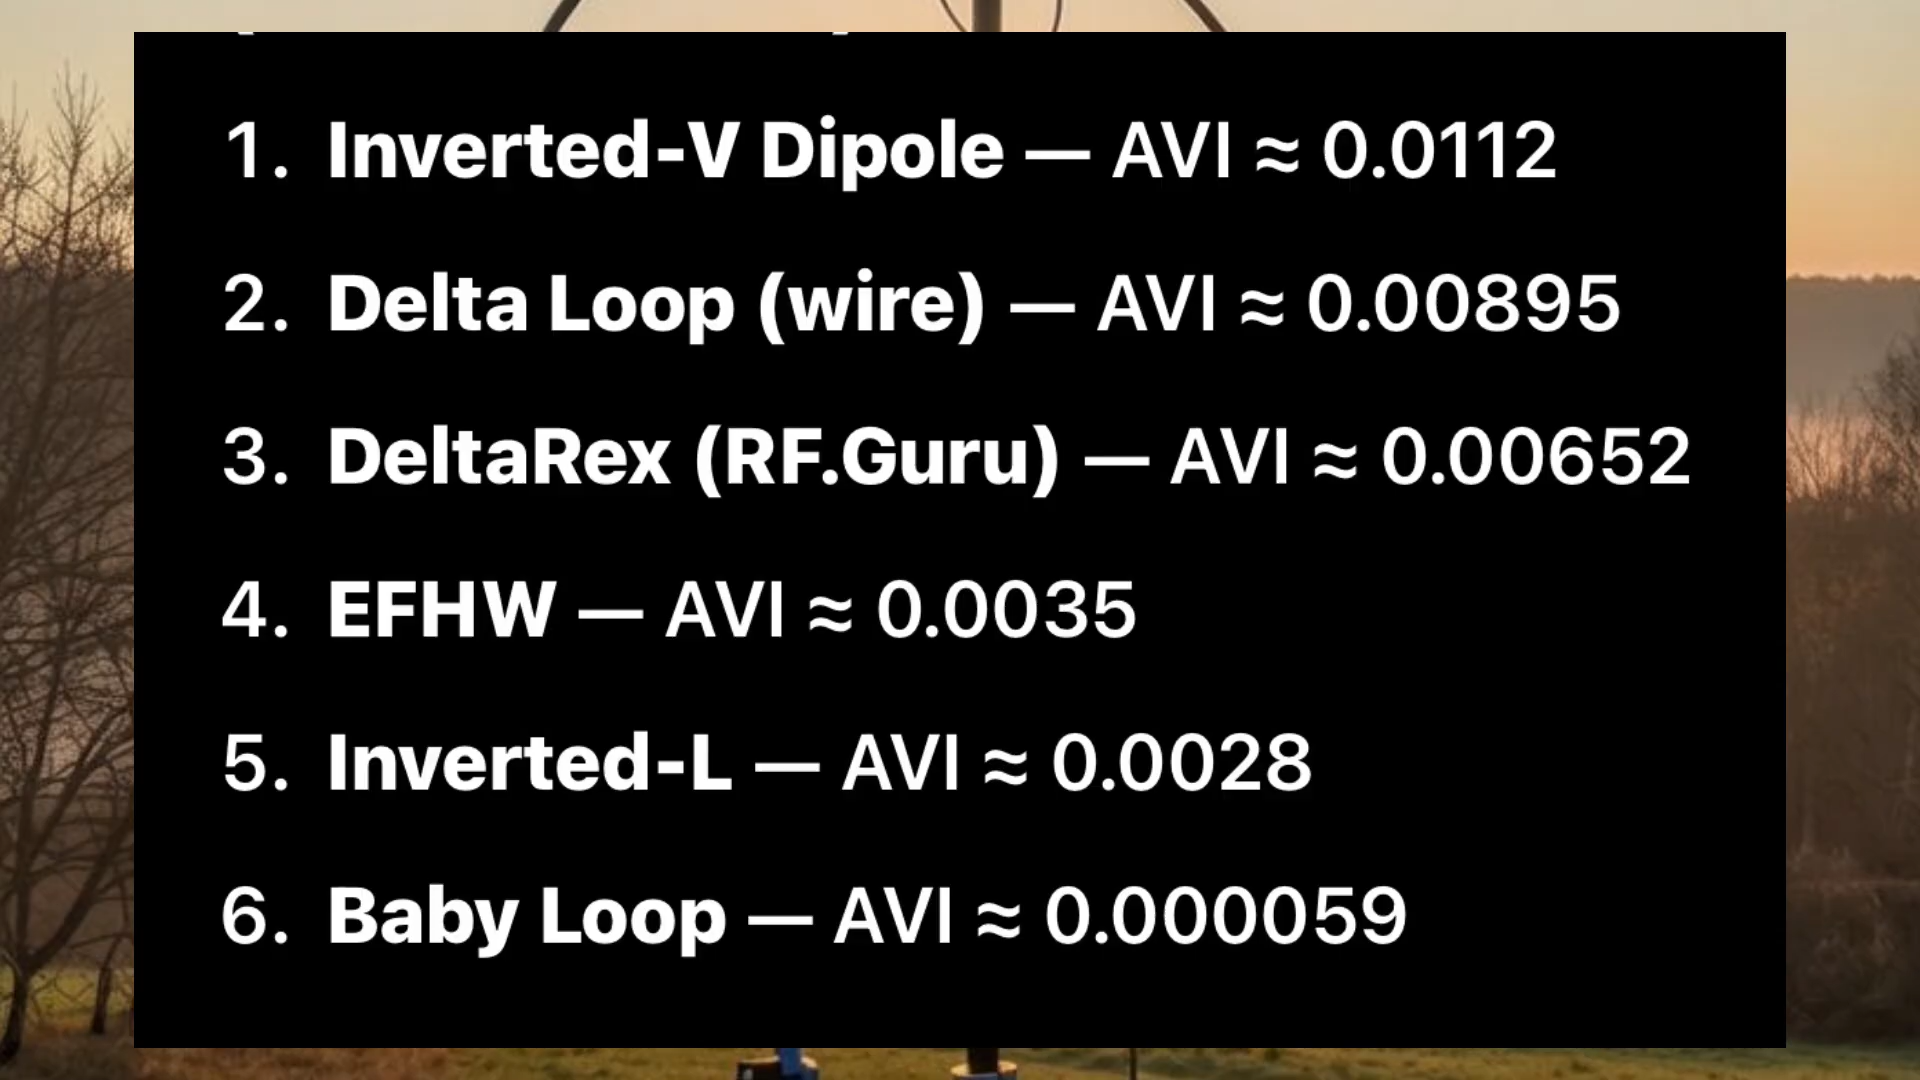 1. Inverted-V Dipole — AVI ≈ 0.0112
2. Delta Loop (wire) — AVI ≈ 0.00895
3. DeltaRex (RF.Guru) — AVI ≈ 0.00652
4. EFHW — AVI ≈ 0.0035
5. Inverted-L — AVI ≈ 0.0028
6. Baby Loop — AVI ≈ 0.000059